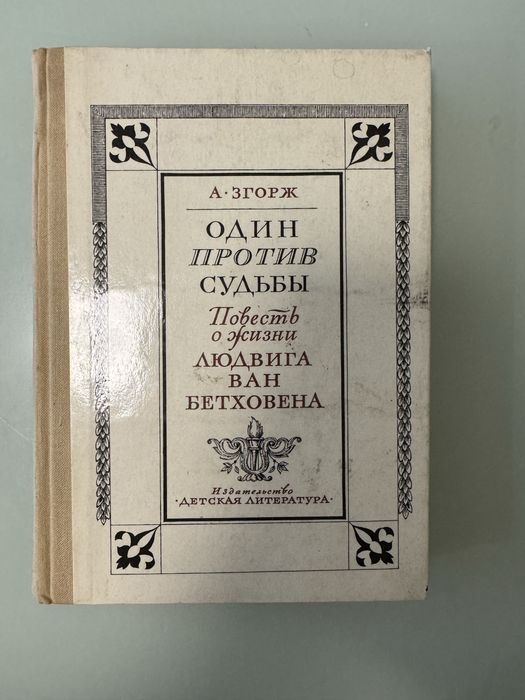 А·ЗГОРЖ
ОДИН
ПРОТИВ
СУДЬБЫ
Повесть
о жизни
ЛЮДВИГА
ВАН
БЕТХОВЕНА
Издательство
·ДЕТСКАЯ ЛИТЕРАТУРА·